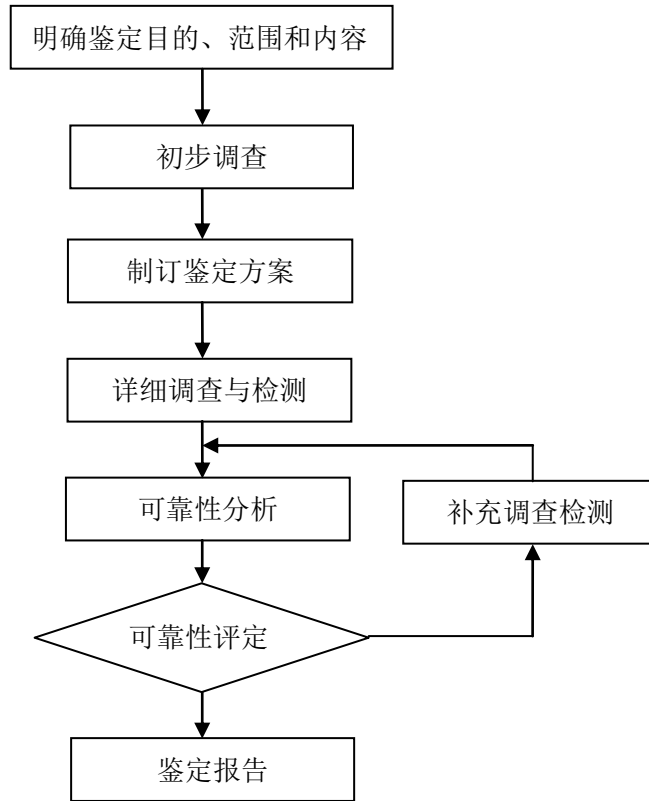 明确鉴定目的、范围和内容
初步调查
制订鉴定方案
详细调查与检测
可靠性分析
补充调查检测
可靠性评定
鉴定报告